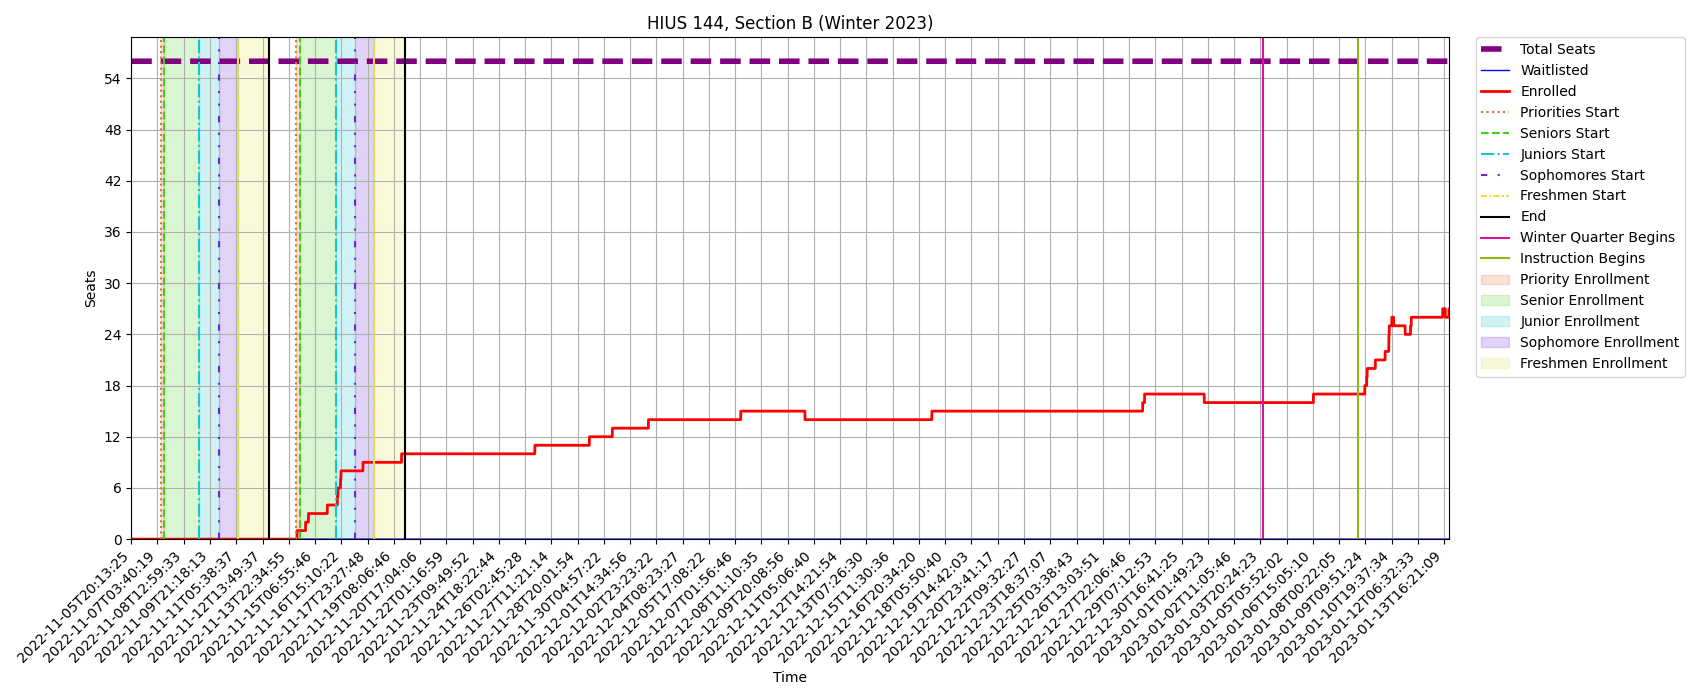 HIUS 144, Section B (Winter 2023)
Seats
54
48
42
36
30
24
18
12
6
0
2022-11-05T20:13:25
2022-11-07T03:40:19
2022-11-08T12:59:33
2022-11-09T21:18:13
2022-11-11T05:38:37
2022-11-12T13:49:37
2022-11-13T22:34:55
2022-11-15T06:55:46
2022-11-16T15:10:22
2022-11-17T23:27:48
2022-11-19T08:06:46
2022-11-20T17:04:06
2022-11-22T01:16:59
2022-11-23T09:49:52
2022-11-24T18:22:44
2022-11-26T02:45:28
2022-11-27T11:21:14
2022-11-28T20:01:54
2022-11-30T04:57:22
2022-12-01T14:34:56
2022-12-02T23:23:22
2022-12-04T08:23:27
2022-12-05T17:08:22
2022-12-07T01:56:46
2022-12-08T11:10:35
2022-12-09T20:08:56
2022-12-11T05:06:40
2022-12-12T14:21:54
2022-12-13T07:26:30
2022-12-15T11:30:36
2022-12-16T20:34:20
2022-12-18T05:50:40
2022-12-19T14:42:03
2022-12-20T23:41:17
2022-12-22T09:32:27
2022-12-23T18:37:07
2022-12-25T03:38:43
2022-12-26T13:03:51
2022-12-27T22:06:46
2022-12-29T07:12:53
2022-12-30T16:41:25
2023-01-01T01:49:23
2023-01-02T11:05:46
2023-01-03T20:24:23
2023-01-05T05:52:02
2023-01-06T15:05:10
2023-01-08T00:22:05
2023-01-09T09:51:24
2023-01-10T19:37:34
2023-01-12T06:32:33
2023-01-13T16:21:09
Time
Total Seats
Waitlisted
Enrolled
Priorities Start
Seniors Start
Juniors Start
Sophomores Start
Freshmen Start
End
Winter Quarter Begins
Instruction Begins
Priority Enrollment
Senior Enrollment
Junior Enrollment
Sophomore Enrollment
Freshmen Enrollment